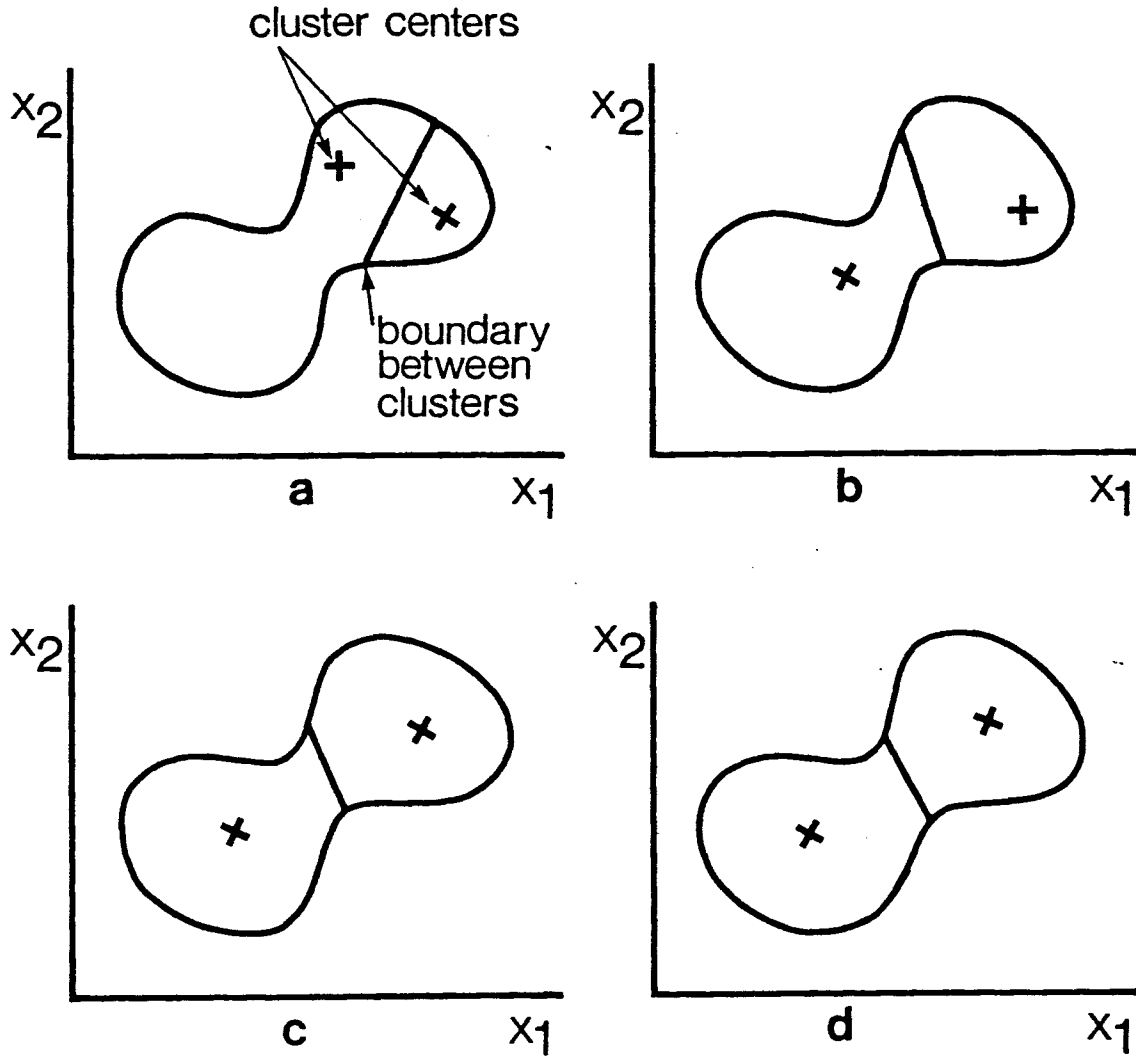 cluster centers
X2
X2
boundary
between
clusters
a
X1
b
X1
X2
X2
c
X1
d
X1